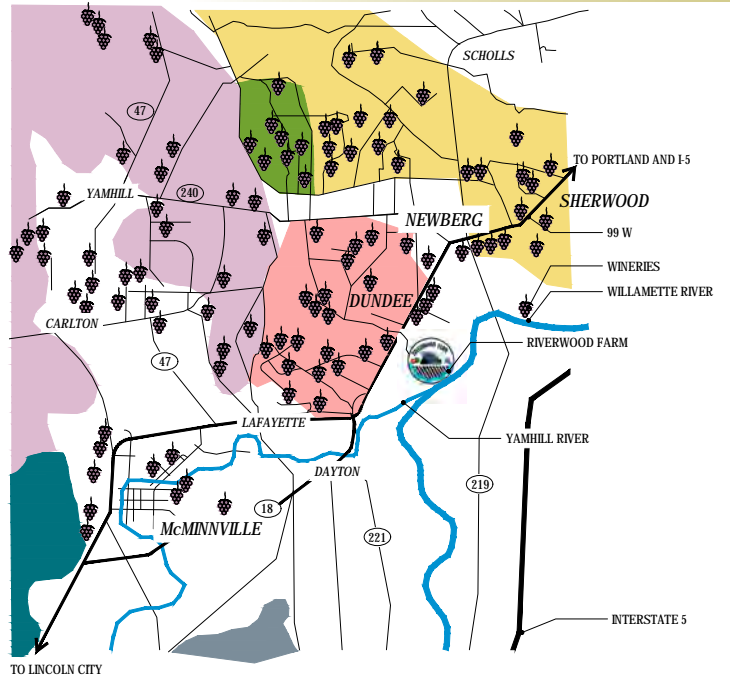 SCHOLLS
47
TO PORTLAND AND I-5
YAMHILL
240
SHERWOOD
NEWBERG
99 W
WINERIES
DUNDEE
WILLAMETTE RIVER
CARLTON
RIVERWOOD FARM
47
LAFAYETTE
YAMHILL RIVER
DAYTON
219
18
McMINNVILLE
221
INTERSTATE 5
TO LINCOLN CITY